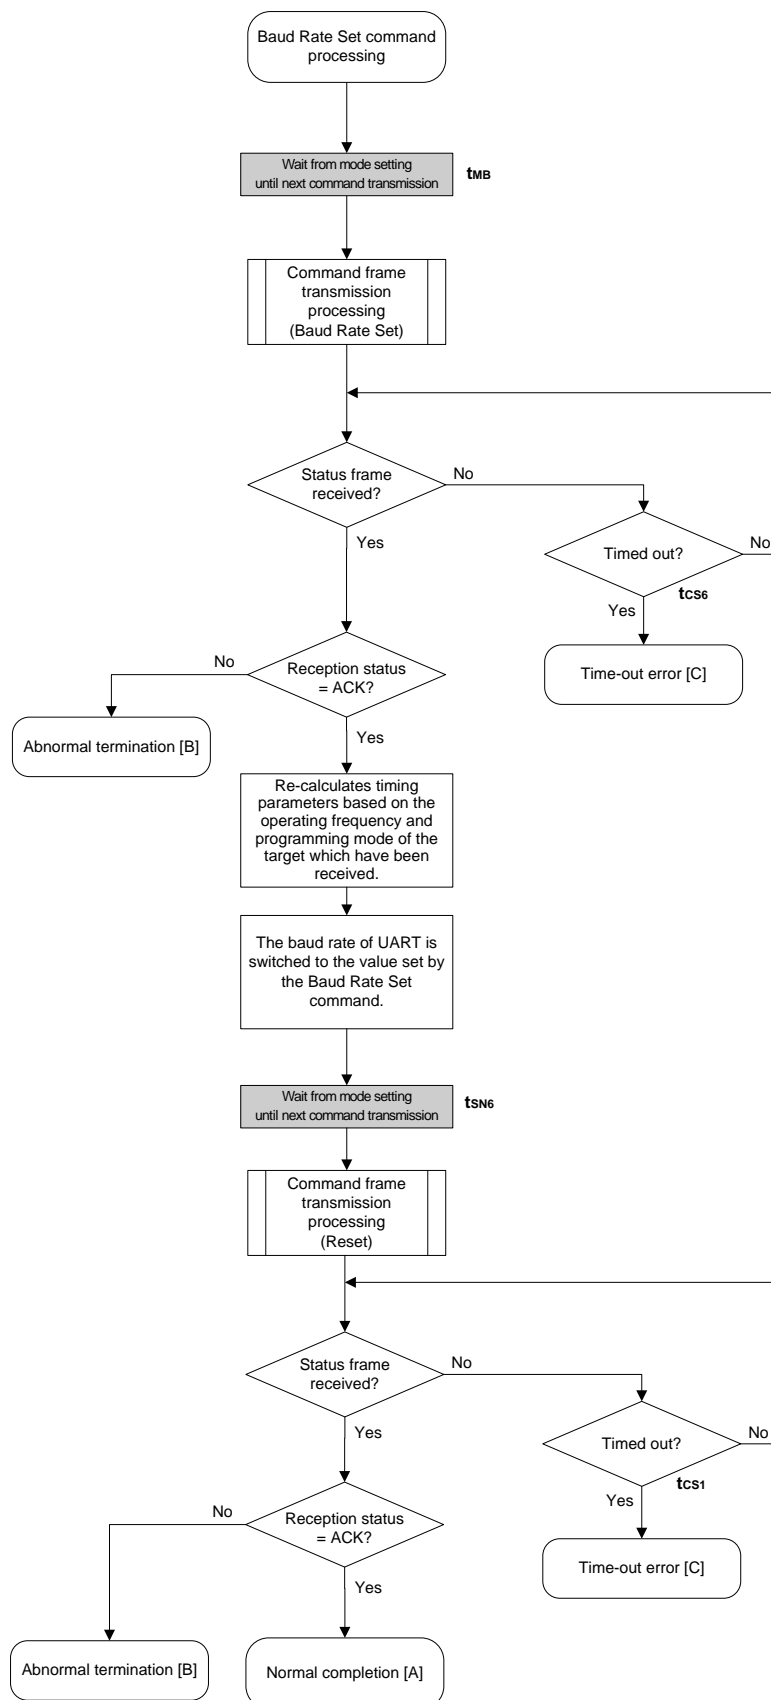 Baud Rate Set command
processing
Wait from mode setting
until next command transmission
tMB
Command frame
transmission
processing
(Baud Rate Set)
Status frame
received?
No
Yes
Timed out?
No
tCS6
Yes
Time-out error [C]
Reception status
= ACK?
No
Abnormal termination [B]
Yes
Re-calculates timing
parameters based on the
operating frequency and
programming mode of the
target which have been
received.
The baud rate of UART is
switched to the value set by
the Baud Rate Set
command.
Wait from mode setting
until next command transmission
tSN6
Command frame
transmission
processing
(Reset)
Status frame
received?
No
Yes
Timed out?
No
tCS1
Yes
Time-out error [C]
Reception status
= ACK?
No
Yes
Abnormal termination [B]
Normal completion [A]